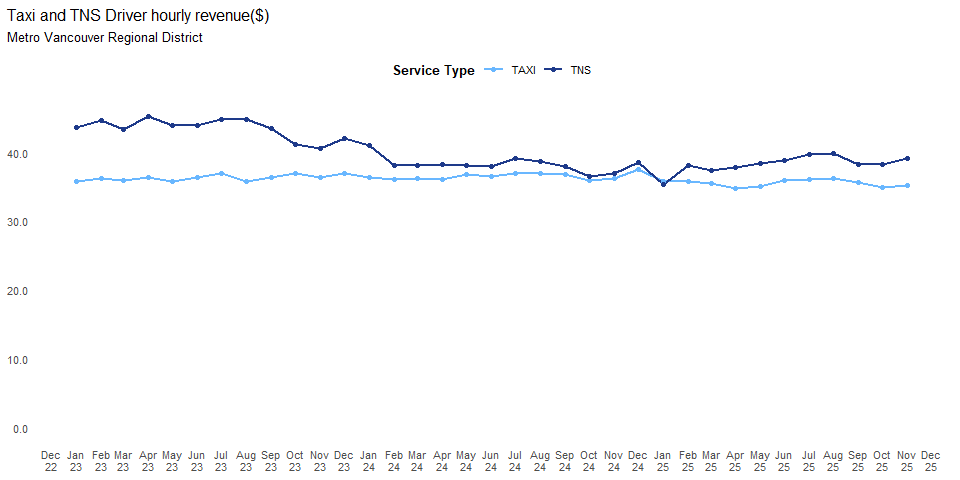 Taxi and TNS Driver hourly revenue($)
Metro Vancouver Regional District
Service Type TAXI TNS
40.0
30.0
20.0
10.0
0.0
Dec Jan Feb Mar Apr May Jun Jul Aug Sep Oct Nov Dec Jan Feb Mar Apr May Jun Jul Aug Sep Oct Nov Dec Jan Feb Mar Apr May Jun Jul Aug Sep Oct Nov Dec
22 23 23 23 23 23 23 23 23 23 23 23 23 24 24 24 24 24 24 24 24 24 24 24 24 25 25 25 25 25 25 25 25 25 25 25 25